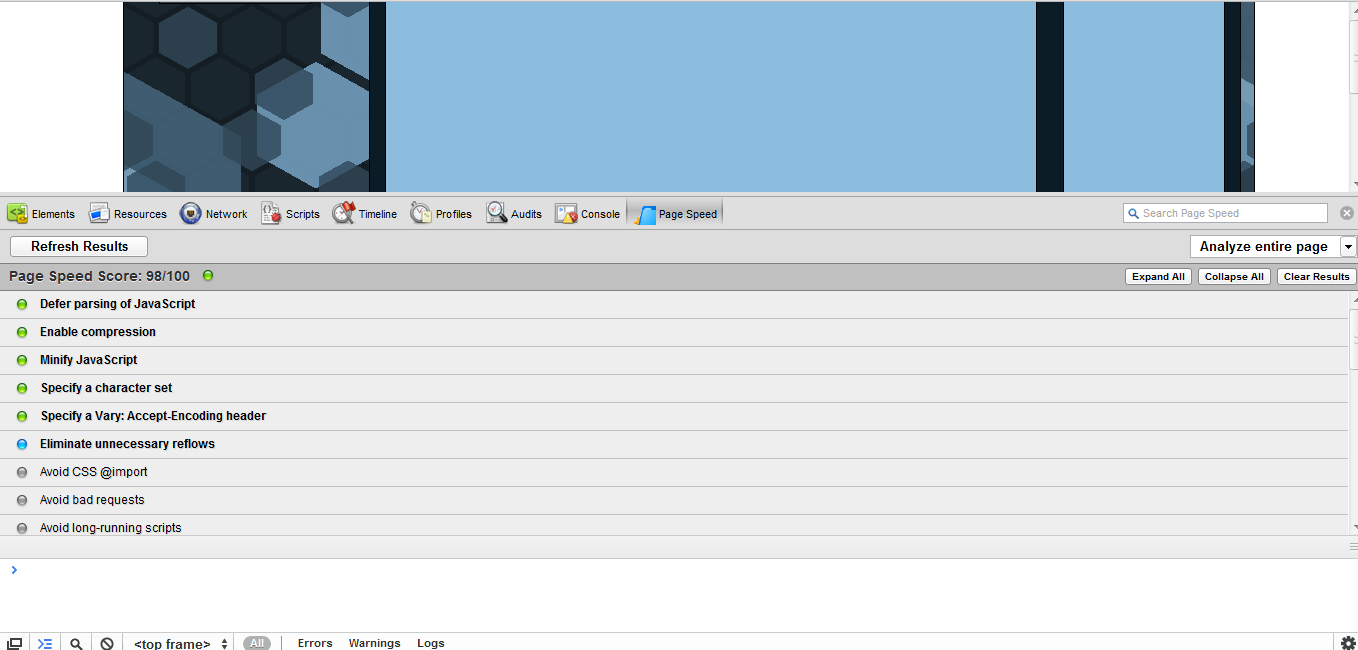 Elements Resources Network Scripts Timeline Profiles Audits Console Page Speed Search Page Speed
Refresh Results Analyze entire page
Page Speed Score: 98/100 Expand All Collapse All Clear Results
Defer parsing of JavaScript
Enable compression
Minify JavaScript
Specify a character set
Specify a Vary: Accept-Encoding header
Eliminate unnecessary reflows
Avoid CSS @import
Avoid bad requests
Avoid long-running scripts
<top frame> All Errors Warnings Logs